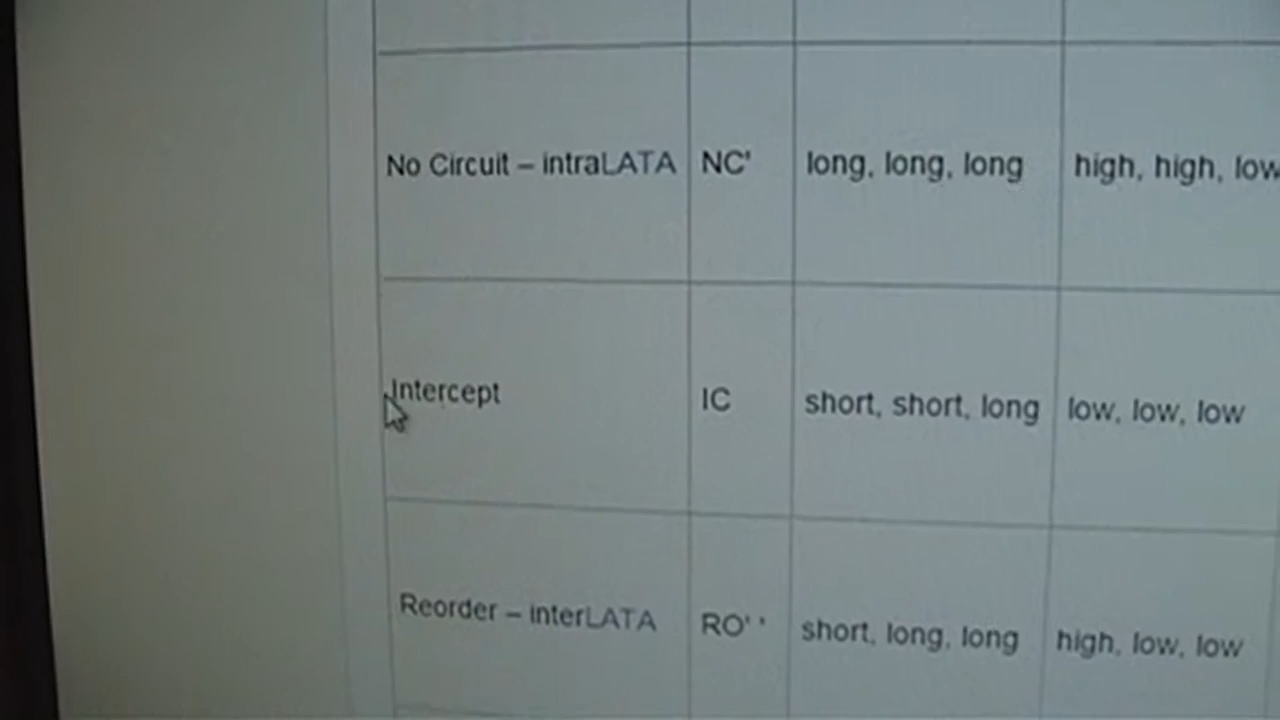 No Circuit – intraLATA NC' long, long, long high, high, low
Intercept IC short, short, long low, low, low
Reorder – interLATA RO' ' short, long, long high, low, low